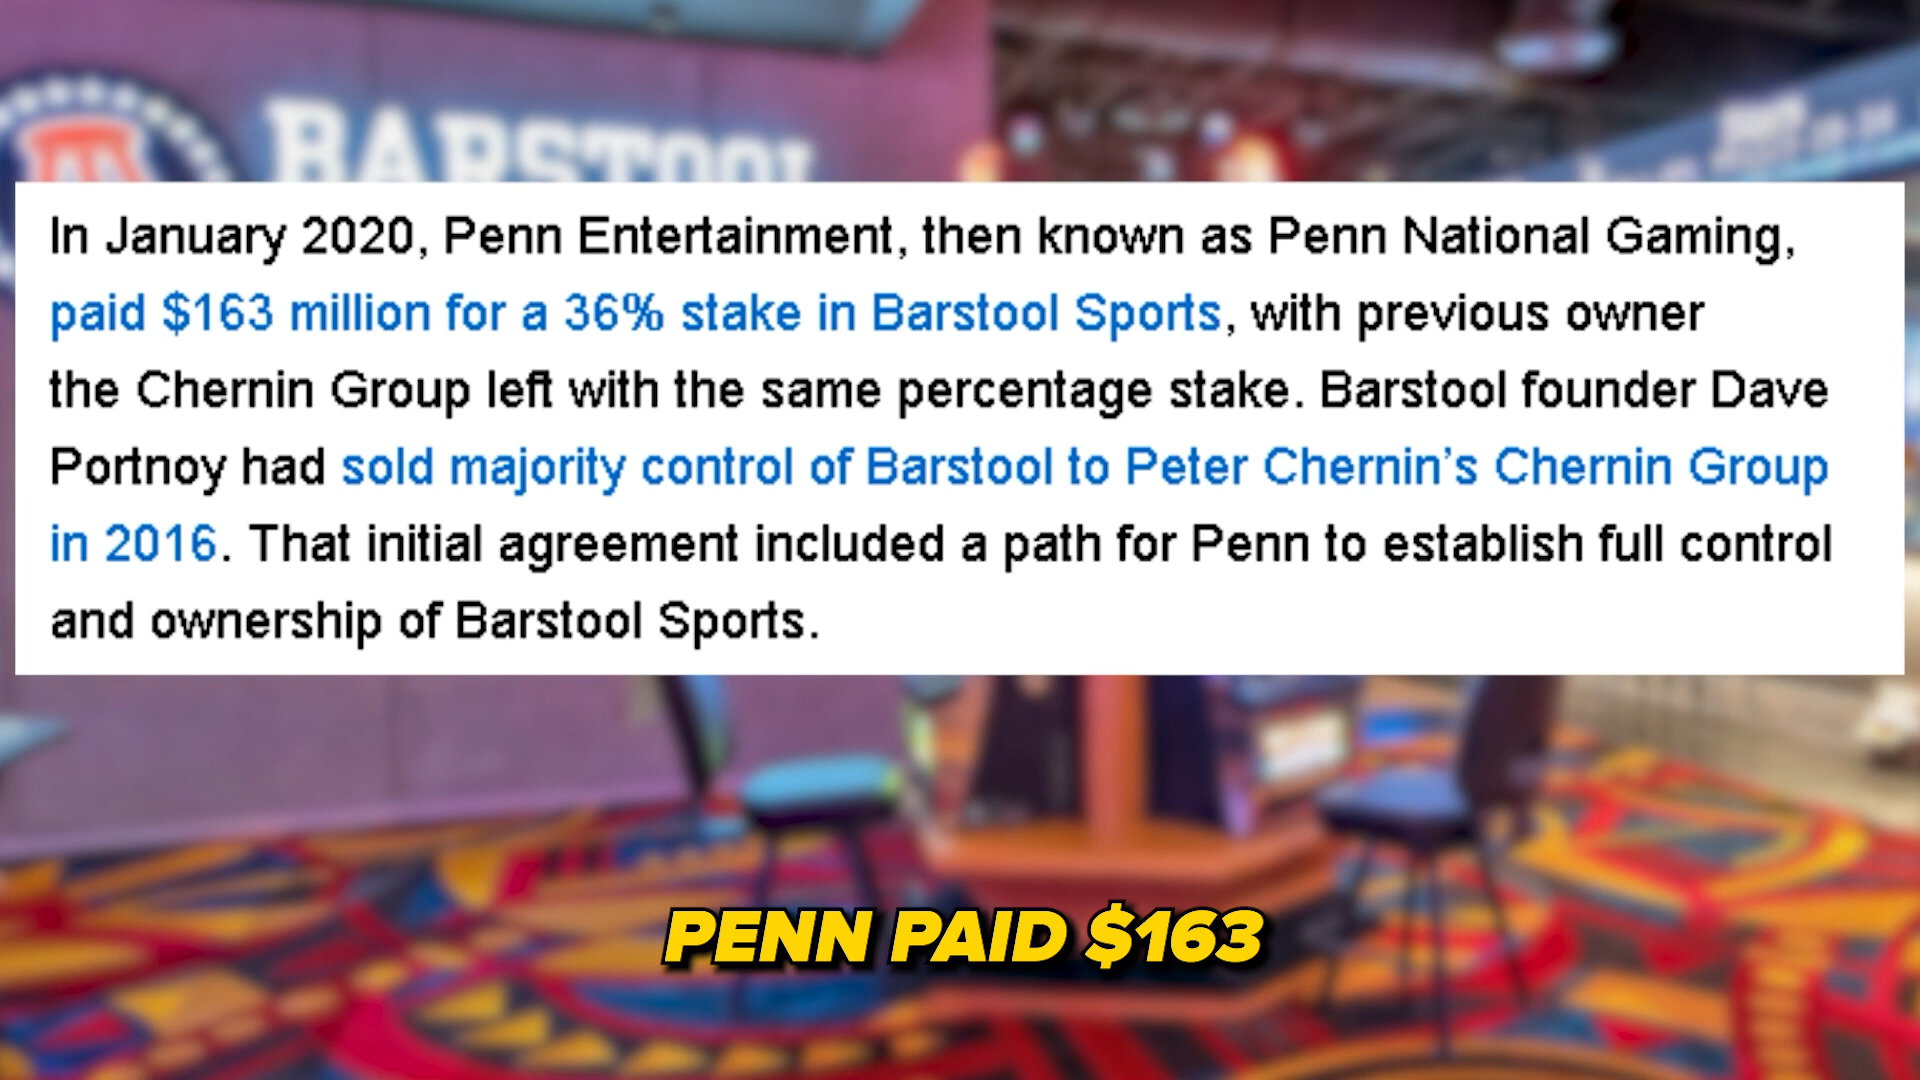 BARSTOOL
In January 2020, Penn Entertainment, then known as Penn National Gaming,
paid $163 million for a 36% stake in Barstool Sports, with previous owner
the Chernin Group left with the same percentage stake. Barstool founder Dave
Portnoy had sold majority control of Barstool to Peter Chernin’s Chernin Group
in 2016. That initial agreement included a path for Penn to establish full control
and ownership of Barstool Sports.
PENN PAID $163